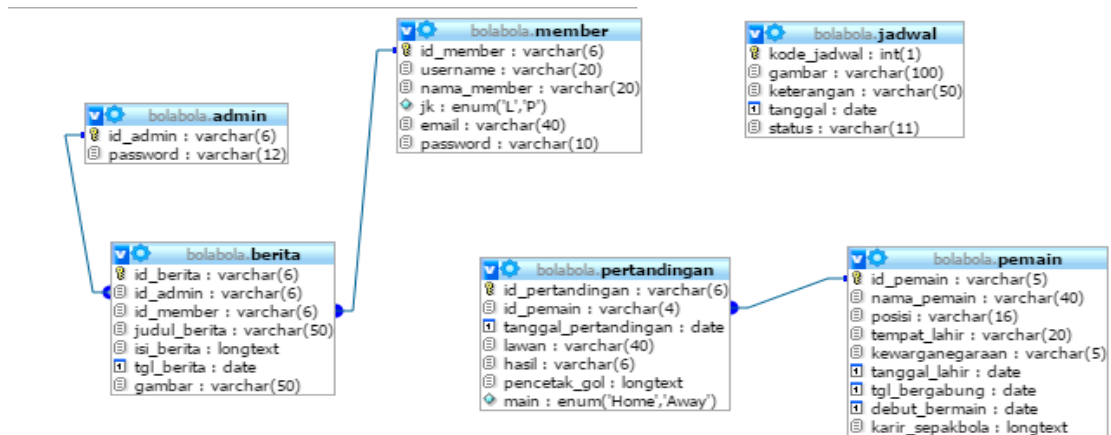 bolabola.member
id_member : varchar(6)
username : varchar(20)
nama_member : varchar(20)
jk : enum('L','P')
email : varchar(40)
password : varchar(10)
bolabola.jadwal
kode_jadwal : int(1)
gambar : varchar(100)
keterangan : varchar(50)
tanggal : date
status : varchar(11)
bolabola.admin
id_admin : varchar(6)
password : varchar(12)
bolabola.berita
id_berita : varchar(6)
id_admin : varchar(6)
id_member : varchar(6)
judul_berita : varchar(50)
isi_berita : longtext
tgl_berita : date
gambar : varchar(50)
bolabola.pertandingan
id_pertandingan : varchar(6)
id_pemain : varchar(4)
tanggal_pertandingan : date
lawan : varchar(40)
hasil : varchar(6)
pencetak_gol : longtext
main : enum('Home','Away')
bolabola.pemain
id_pemain : varchar(5)
nama_pemain : varchar(40)
posisi : varchar(16)
tempat_lahir : varchar(20)
kewarganegaraan : varchar(5)
tanggal_lahir : date
tgl_bergabung : date
debut_bermain : date
karir_sepakbola : longtext